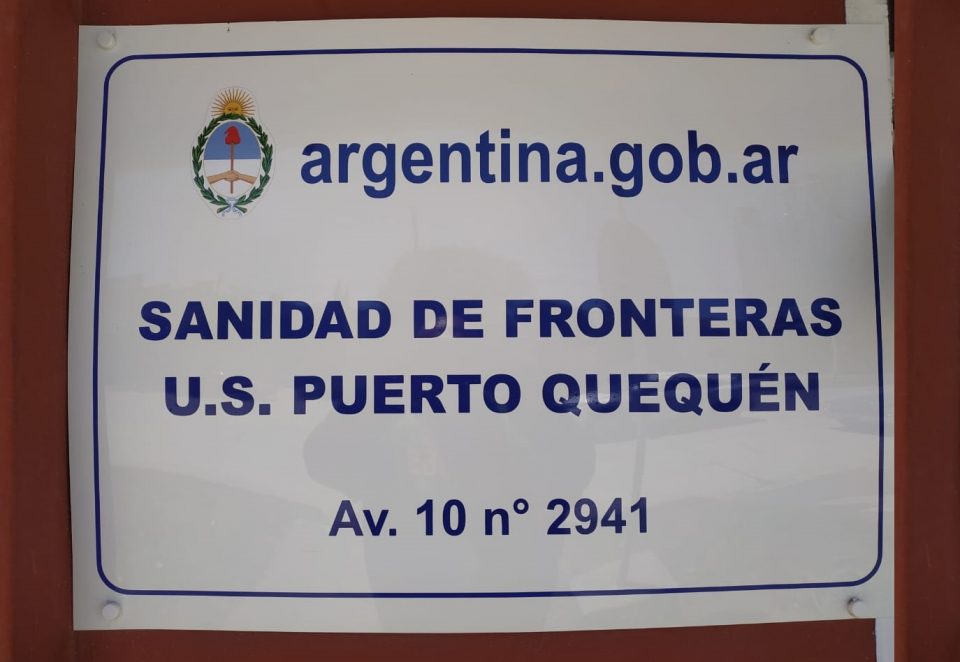 argentina.gob.ar
SANIDAD DE FRONTERAS
U.S. PUERTO QUEQUÉN
Av. 10 n° 2941